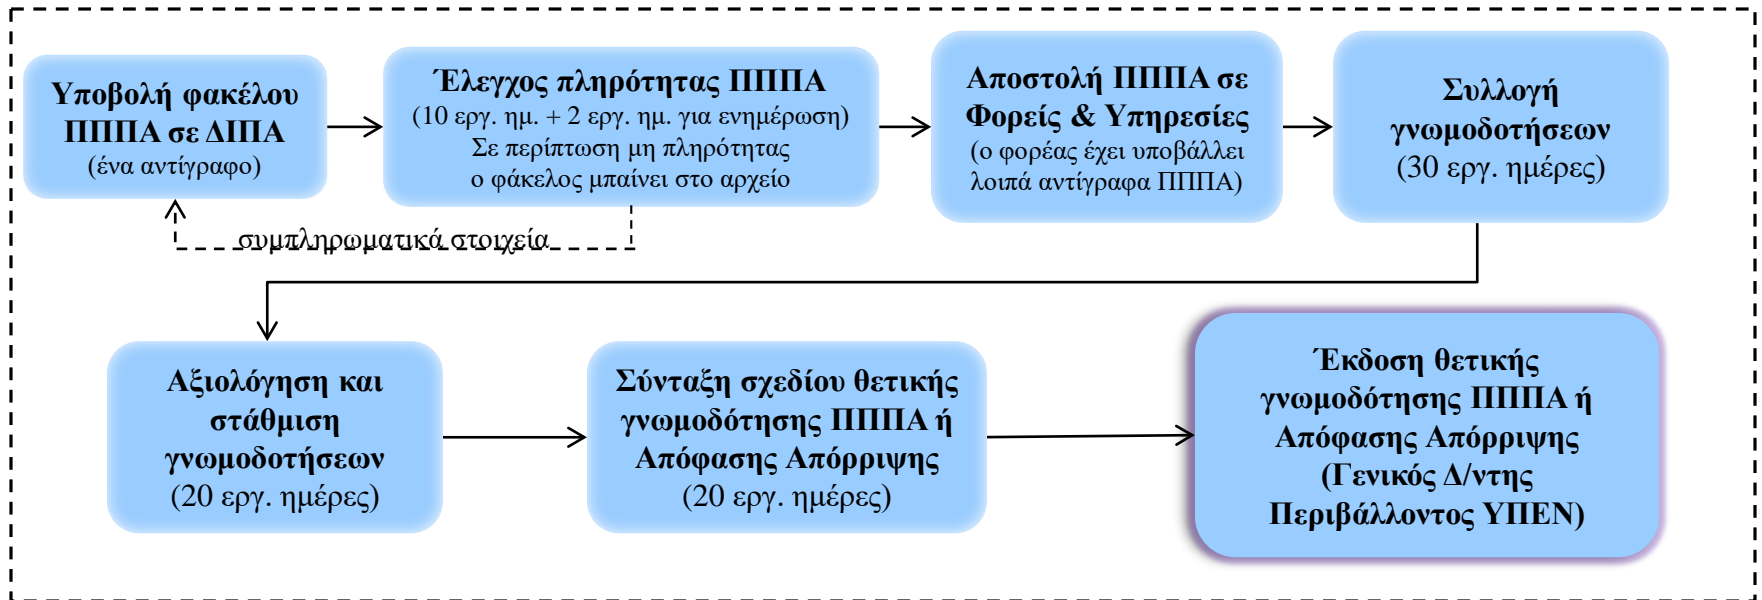 Υποβολή φακέλου
ΠΠΠΑ σε ΔΙΠΑ
(ένα αντίγραφο)
Έλεγχος πληρότητας ΠΠΠΑ
(10 εργ. ημ. + 2 εργ. ημ. για ενημέρωση)
Σε περίπτωση μη πληρότητας
ο φάκελος μπαίνει στο αρχείο
Αποστολή ΠΠΠΑ σε
Φορείς & Υπηρεσίες
(ο φορέας έχει υποβάλλει
λοιπά αντίγραφα ΠΠΠΑ)
Συλλογή
γνωμοδοτήσεων
(30 εργ. ημέρες)
συμπληρωματικά στοιχεία
Αξιολόγηση και
στάθμιση
γνωμοδοτήσεων
(20 εργ. ημέρες)
Σύνταξη σχεδίου θετικής
γνωμοδότησης ΠΠΠΑ ή
Απόφασης Απόρριψης
(20 εργ. ημέρες)
Έκδοση θετικής
γνωμοδότησης ΠΠΠΑ ή
Απόφασης Απόρριψης
(Γενικός Δ/ντης
Περιβάλλοντος ΥΠΕΝ)